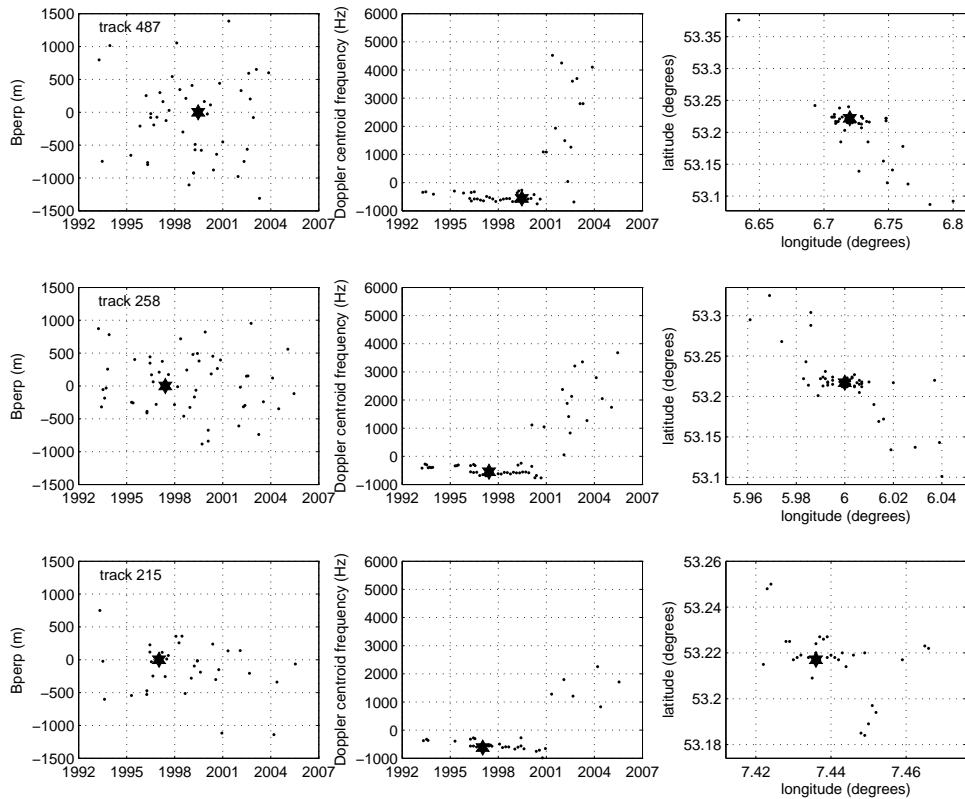 track 487
Bperp (m)
1500
1000
500
0
−500
−1000
−1500
1992 1995 1998 2001 2004 2007
Doppler centroid frequency (Hz)
6000
5000
4000
3000
2000
1000
0
−1000
1992 1995 1998 2001 2004 2007
latitude (degrees)
53.35
53.3
53.25
53.2
53.15
53.1
6.65 6.7 6.75 6.8
longitude (degrees)
track 258
Bperp (m)
1500
1000
500
0
−500
−1000
−1500
1992 1995 1998 2001 2004 2007
Doppler centroid frequency (Hz)
6000
5000
4000
3000
2000
1000
0
−1000
1992 1995 1998 2001 2004 2007
latitude (degrees)
53.3
53.25
53.2
53.15
53.1
5.96 5.98 6 6.02 6.04
longitude (degrees)
track 215
Bperp (m)
1500
1000
500
0
−500
−1000
−1500
1992 1995 1998 2001 2004 2007
Doppler centroid frequency (Hz)
6000
5000
4000
3000
2000
1000
0
−1000
1992 1995 1998 2001 2004 2007
latitude (degrees)
53.26
53.24
53.22
53.2
53.18
7.42 7.44 7.46
longitude (degrees)